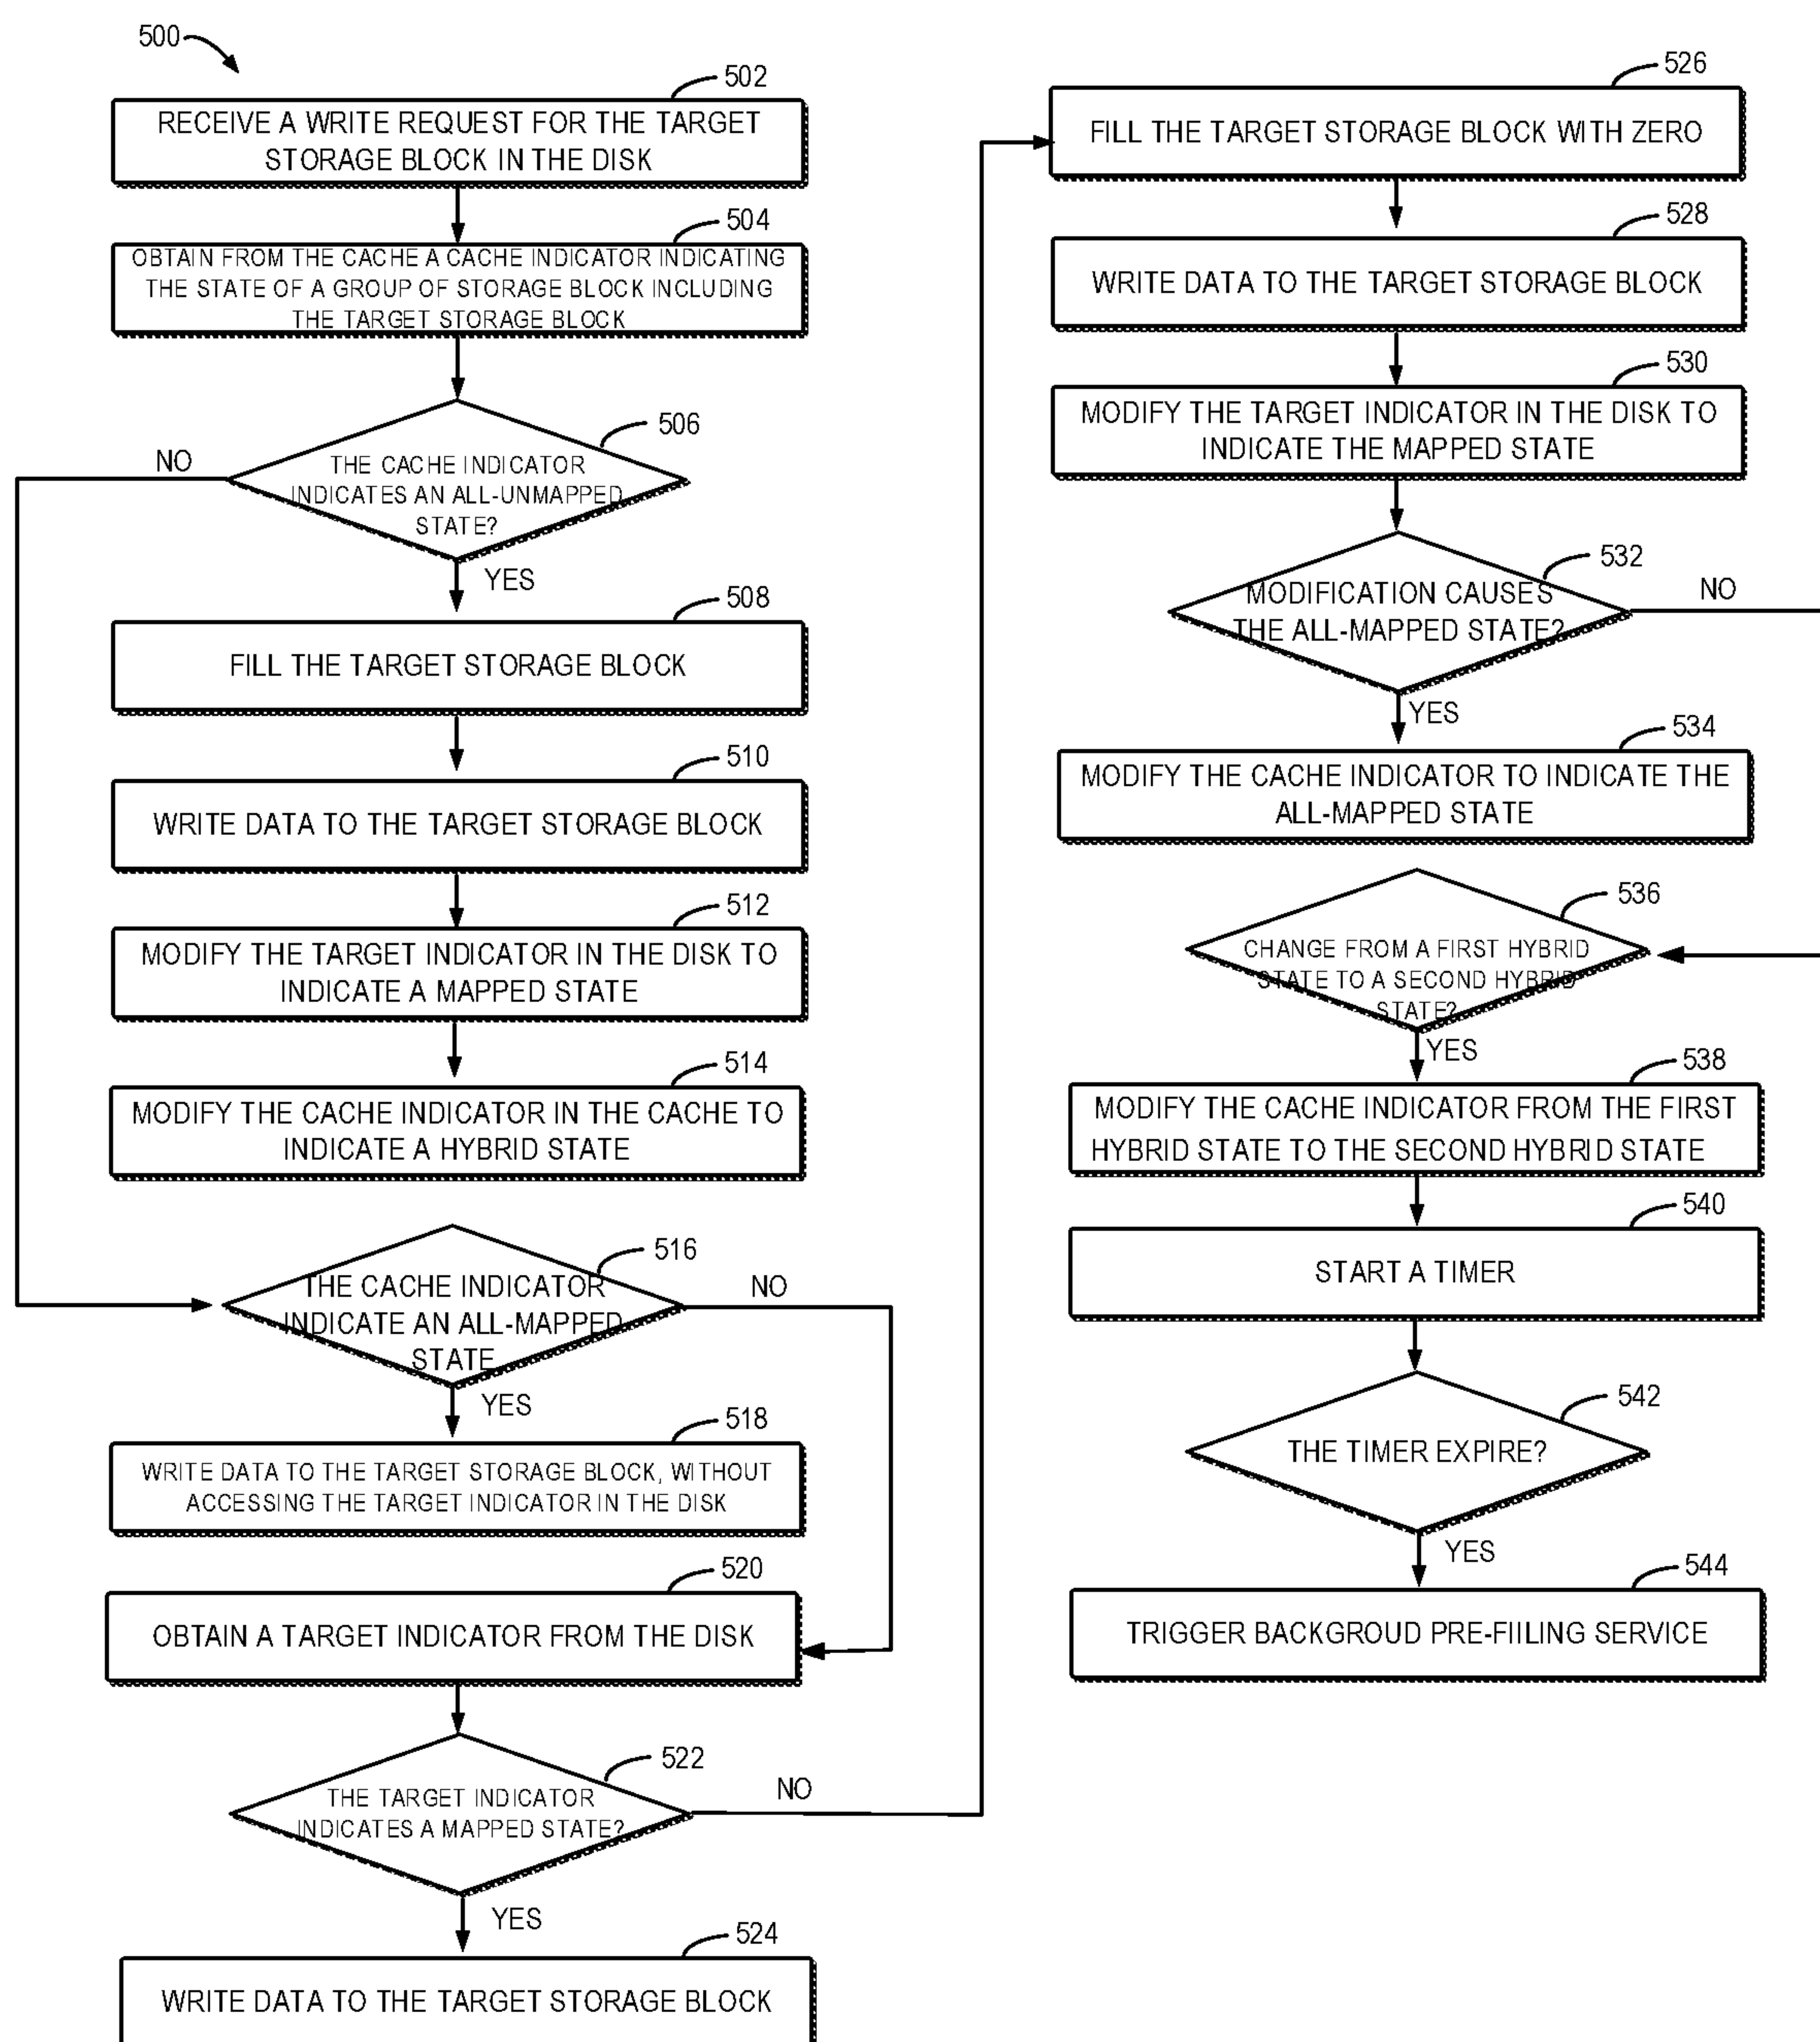 500
502
RECEIVE A WRITE REQUEST FOR THE TARGET
STORAGE BLOCK IN THE DISK
504
OBTAIN FROM THE CACHE A CACHE INDICATOR INDICATING
THE STATE OF A GROUP OF STORAGE BLOCK INCLUDING
THE TARGET STORAGE BLOCK
506
NO
THE CACHE INDICATOR
INDICATES AN ALL-UNMAPPED
STATE?
YES
508
FILL THE TARGET STORAGE BLOCK
510
WRITE DATA TO THE TARGET STORAGE BLOCK
512
MODIFY THE TARGET INDICATOR IN THE DISK TO
INDICATE A MAPPED STATE
514
MODIFY THE CACHE INDICATOR IN THE CACHE TO
INDICATE A HYBRID STATE
516
THE CACHE INDICATOR
INDICATE AN ALL-MAPPED
STATE
NO
YES
518
WRITE DATA TO THE TARGET STORAGE BLOCK, WITHOUT
ACCESSING THE TARGET INDICATOR IN THE DISK
520
OBTAIN A TARGET INDICATOR FROM THE DISK
522
THE TARGET INDICATOR
INDICATES A MAPPED STATE?
NO
YES
524
WRITE DATA TO THE TARGET STORAGE BLOCK
526
FILL THE TARGET STORAGE BLOCK WITH ZERO
528
WRITE DATA TO THE TARGET STORAGE BLOCK
530
MODIFY THE TARGET INDICATOR IN THE DISK TO
INDICATE THE MAPPED STATE
532
MODIFICATION CAUSES
THE ALL-MAPPED STATE?
NO
YES
534
MODIFY THE CACHE INDICATOR TO INDICATE THE
ALL-MAPPED STATE
536
CHANGE FROM A FIRST HYBRID
STATE TO A SECOND HYBRID
STATE?
YES
538
MODIFY THE CACHE INDICATOR FROM THE FIRST
HYBRID STATE TO THE SECOND HYBRID STATE
540
START A TIMER
542
THE TIMER EXPIRE?
YES
544
TRIGGER BACKGROUD PRE-FIILING SERVICE